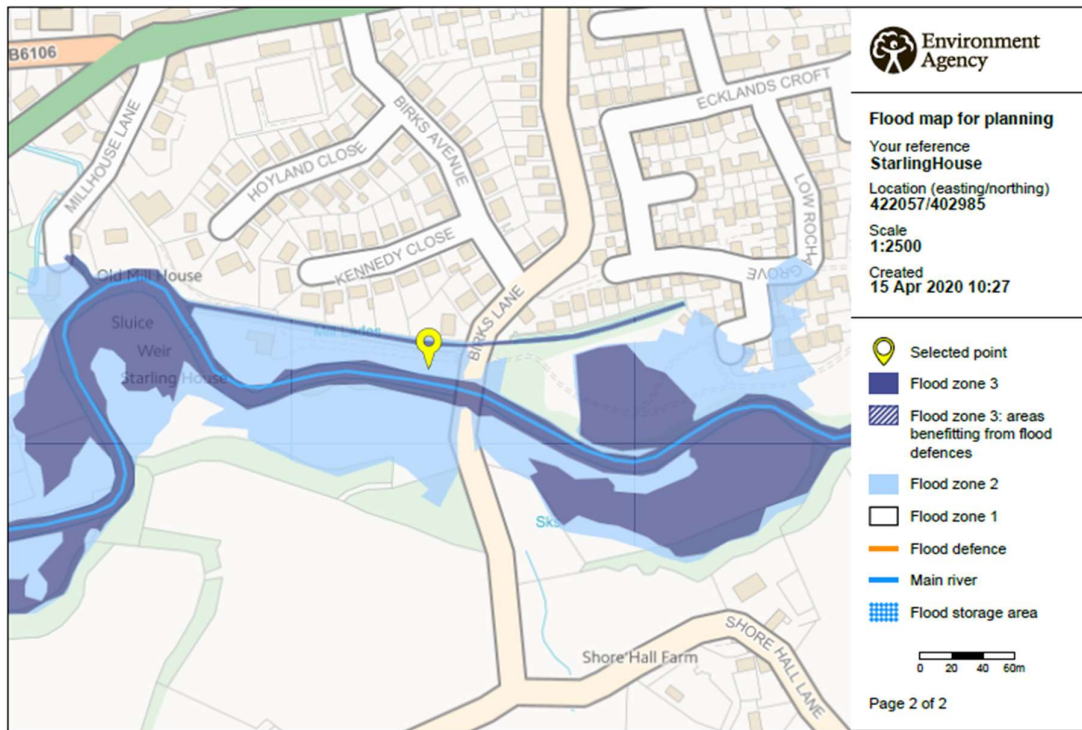 B6106
MILLHOUSE LANE
HOYLAND CLOSE
BIRKS AVENUE
KENNEDY CLOSE
BIRKS LANE
ECKLANDS CROFT
LOW ROCH
GROVE
Old Mill House
Sluice
Weir
Starling House
Shore Hall Farm
SHORE HALL LANE
Environment
Agency
Flood map for planning
Your reference
StarlingHouse
Location (easting/northing)
422057/402985
Scale
1:2500
Created
15 Apr 2020 10:27
Selected point
Flood zone 3
Flood zone 3: areas
benefitting from flood
defences
Flood zone 2
Flood zone 1
Flood defence
Main river
Flood storage area
0 20 40 60m
Page 2 of 2